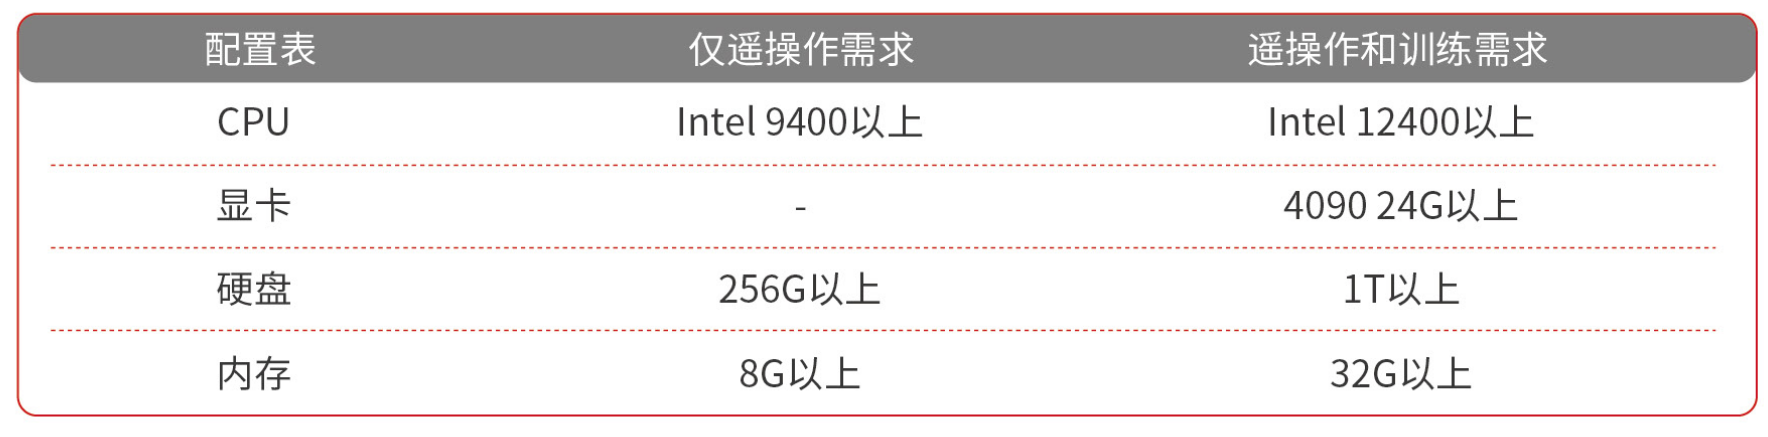 配置表 仅遥操作需求 遥操作和训练需求
CPU Intel 9400以上 Intel 12400以上
显卡 - 4090 24G以上
硬盘 256G以上 1T以上
内存 8G以上 32G以上